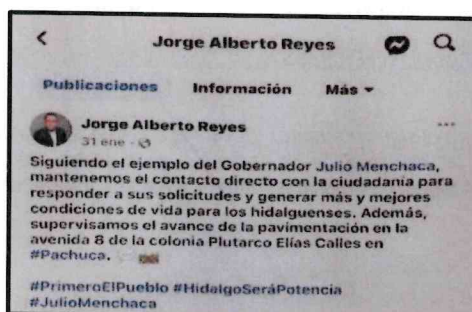 Jorge Alberto Reyes
Publicaciones Información Más
Jorge Alberto Reyes
31 ene
Siguiendo el ejemplo del Gobernador Julio Menchaca,
mantenemos el contacto directo con la ciudadanía para
responder a sus solicitudes y generar más y mejores
condiciones de vida para los hidalguenses. Además,
supervisamos el avance de la pavimentación en la
avenida 8 de la colonia Plutarco Elías Calles en
#Pachuca.
#PrimeroElPueblo #HidalgoSeráPotencia
#JulioMenchaca